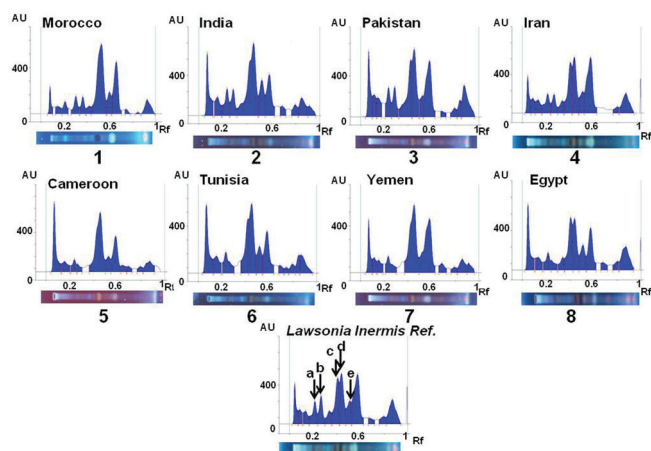 AU Morocco AU India AU Pakistan AU Iran
400 400 400 400
0 0 0 0
0.2 0.6 1 Rf 0.2 0.6 1 Rf 0.2 0.6 1 Rf 0.2 0.6 1 Rf
1 2 3 4
AU Cameroon AU Tunisia AU Yemen AU Egypt
400 400 400 400
0 0 0 0
0.2 0.6 1 0.2 0.6 1 Rf 0.2 0.6 1 Rf 0.2 0.6 1 Rf
5 6 7 8
AU Lawsonia Inermis Ref.
a b c d e
400
0
0.2 0.6 1
Rf